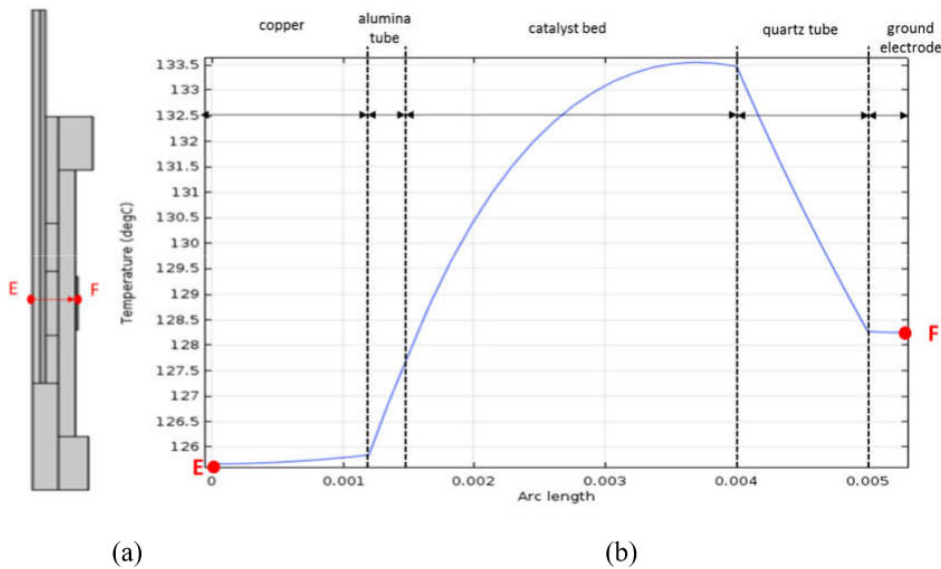 copper
alumina
tube
catalyst bed
quartz tube
ground
electrode
133.5
133
132.5
132
131.5
131
130.5
130
129.5
129
128.5
128
127.5
127
126.5
126
Temperature (degC)
E
F
E
F
0 0.001 0.002 0.003 0.004 0.005
Arc length
(a) (b)